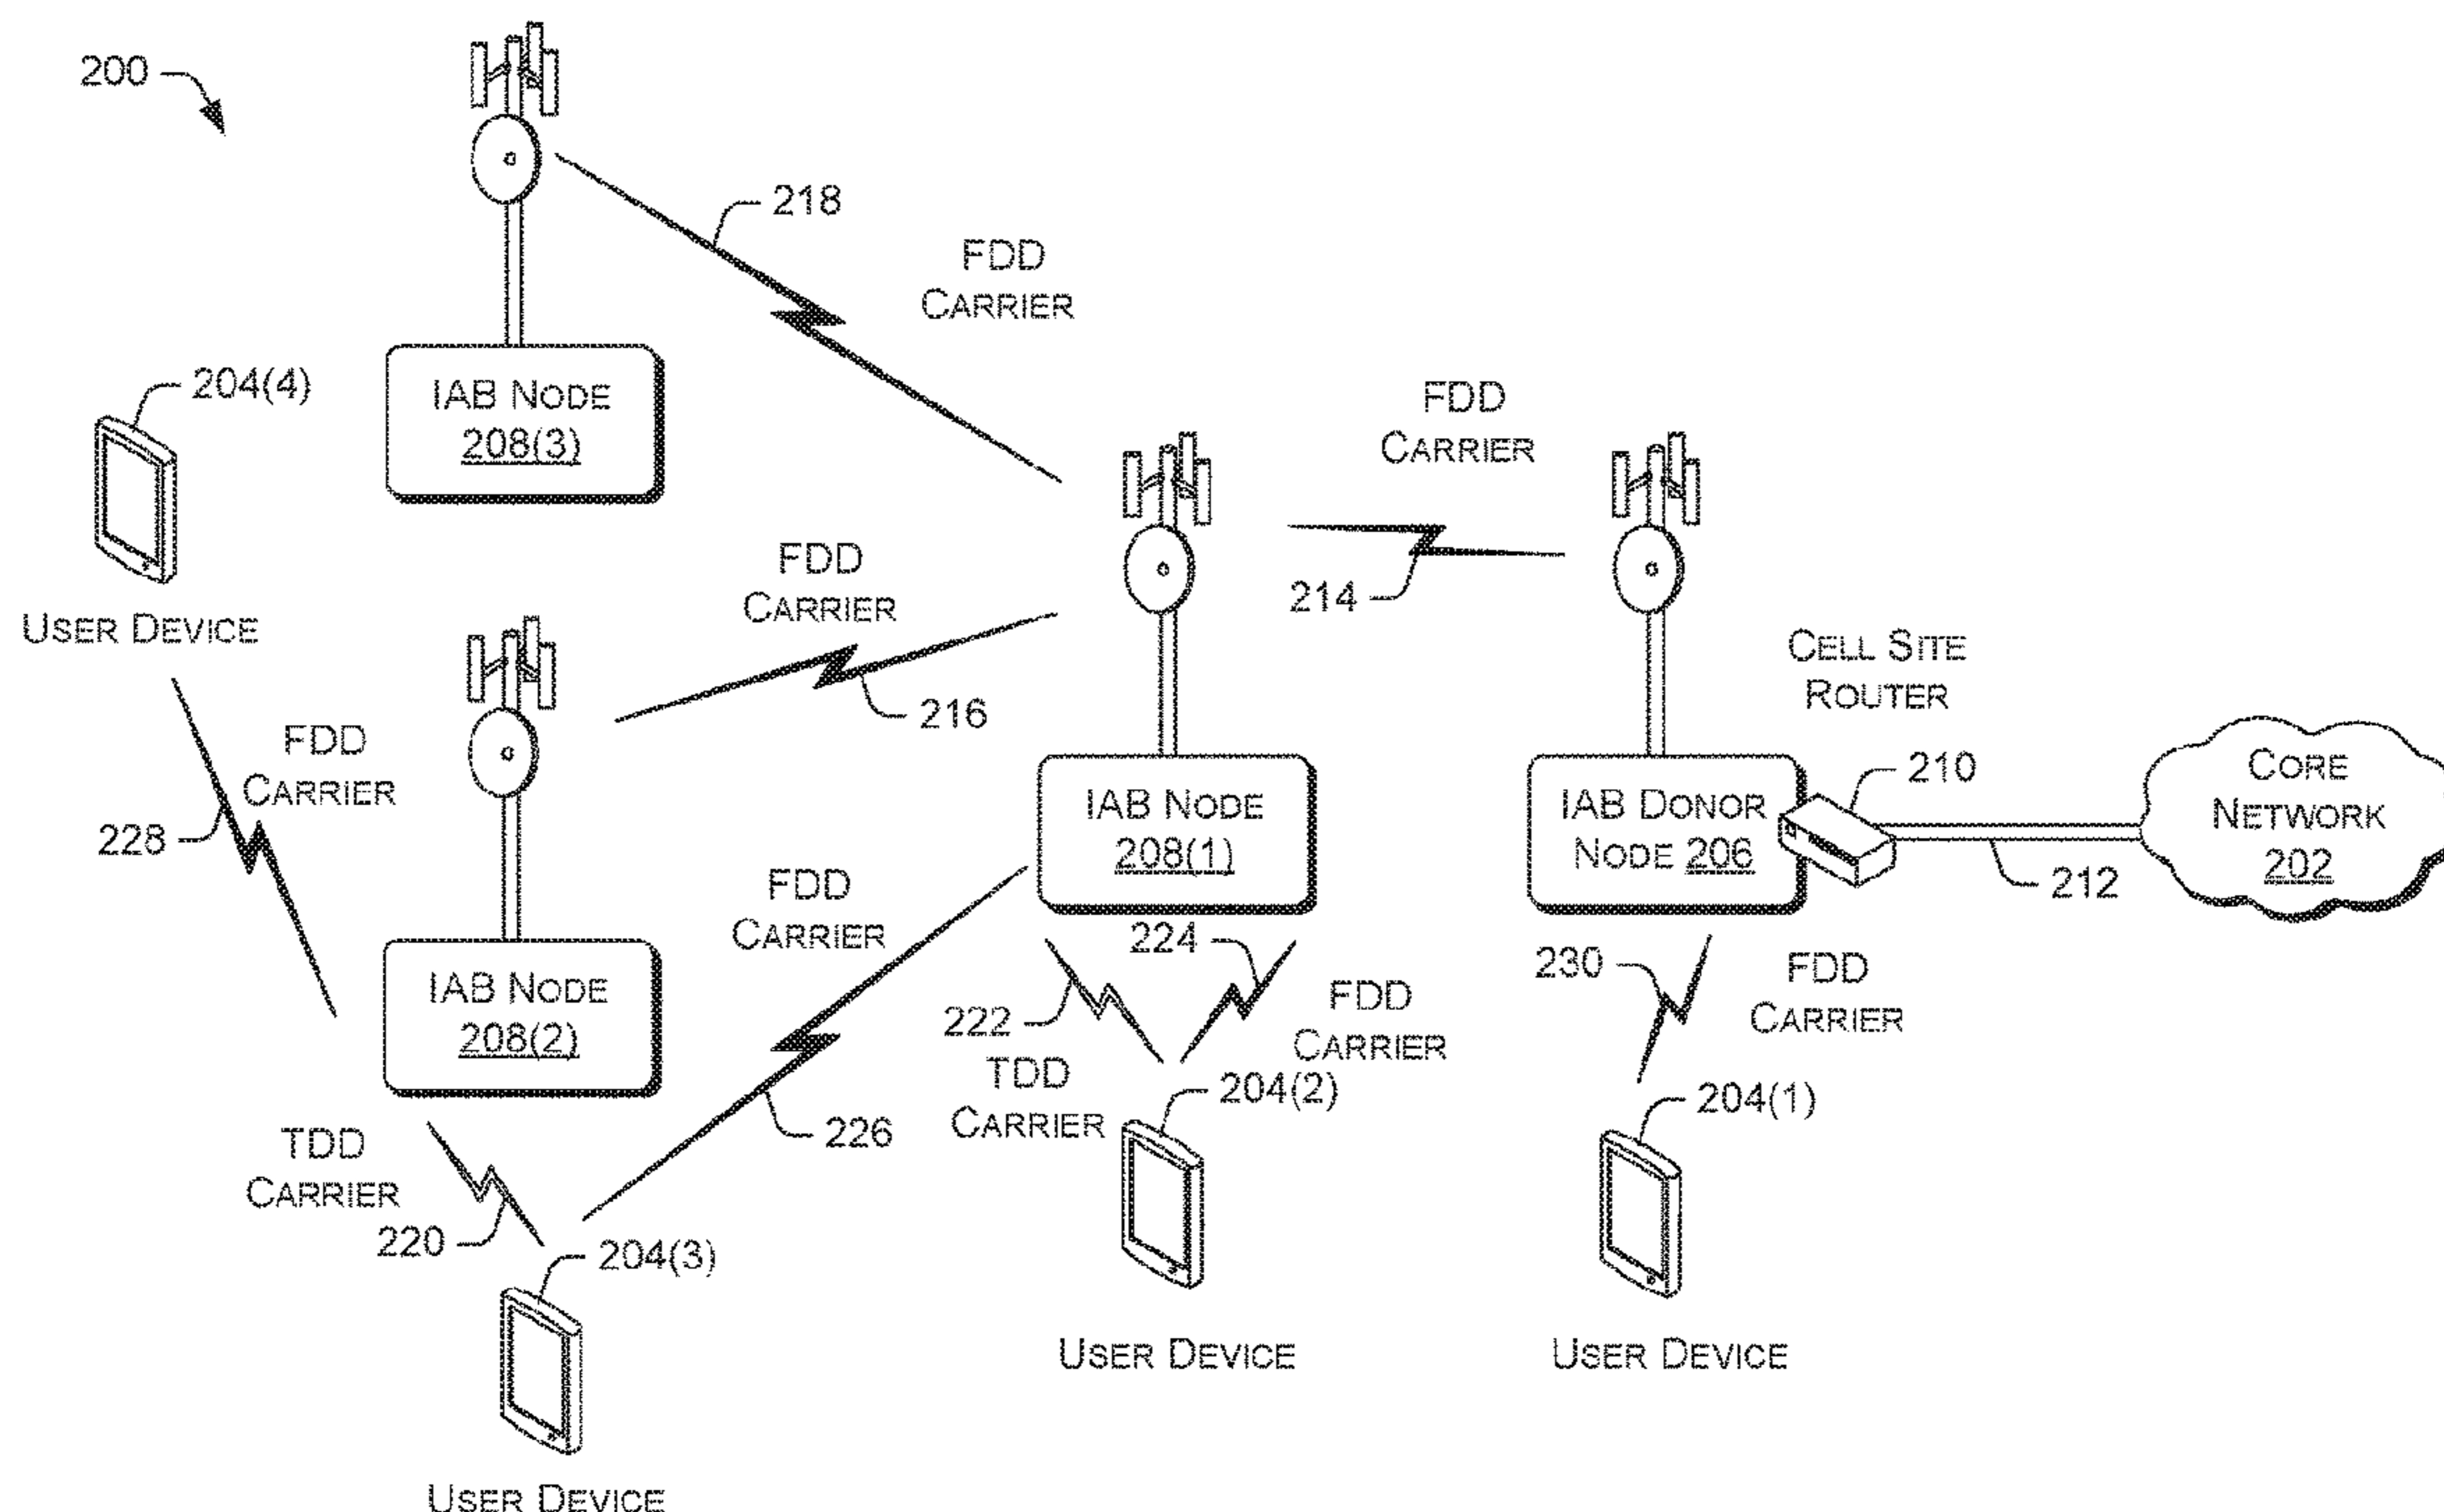 200
218
FDD
CARRIER
204(4)
IAB NODE
208(3)
USER DEVICE
FDD
CARRIER
214
FDD
CARRIER
216
FDD
CARRIER
228
CELL SITE
ROUTER
210
212
CORE
NETWORK
202
IAB NODE
208(1)
IAB DONOR
NODE 206
IAB NODE
208(2)
FDD
CARRIER
226
224
222
TDD
CARRIER
FDD
CARRIER
204(2)
230
FDD
CARRIER
204(1)
TDD
CARRIER
220
204(3)
USER DEVICE
USER DEVICE
USER DEVICE